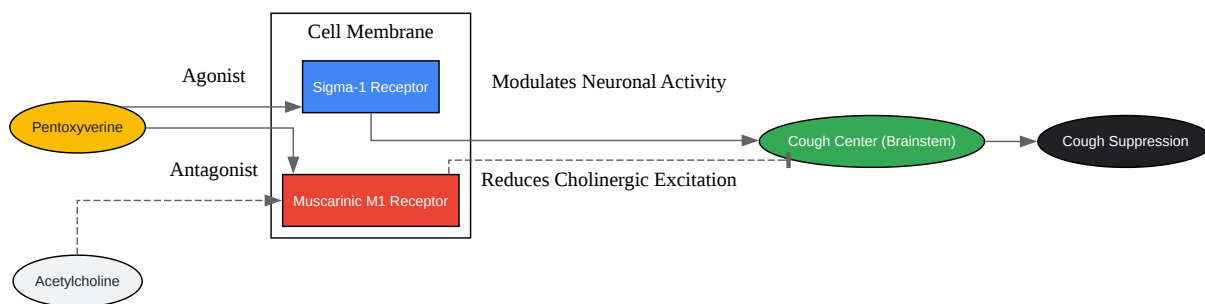 Cell Membrane
Agonist
Sigma-1 Receptor
Modulates Neuronal Activity
Pentoxyverine
Cough Center (Brainstem)
Cough Suppression
Antagonist
Reduces Cholinergic Excitation
Muscarinic M1 Receptor
Acetylcholine